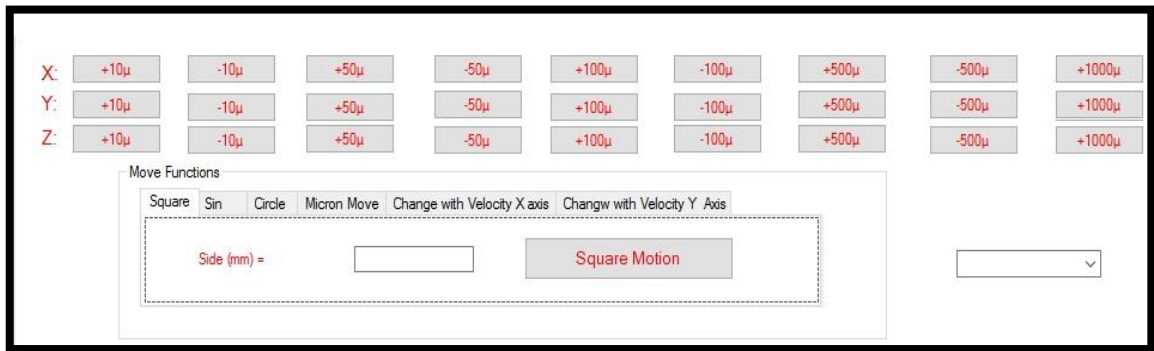 X: +10µ -10µ +50µ -50µ +100µ -100µ +500µ -500µ +1000µ
Y: +10µ -10µ +50µ -50µ +100µ -100µ +500µ -500µ +1000µ
Z: +10µ -10µ +50µ -50µ +100µ -100µ +500µ -500µ +1000µ
Move Functions
Square Sin Circle Micron Move Change with Velocity X axis Changw with Velocity Y Axis
Side (mm) = Square Motion